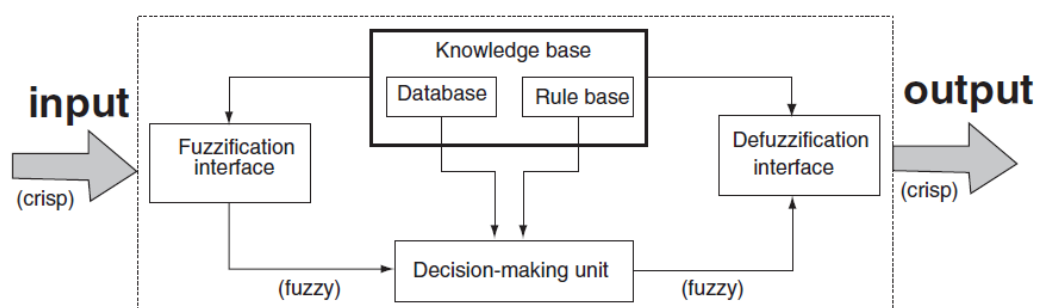 Knowledge base
Database
Rule base
input
output
Fuzzification
interface
Defuzzification
interface
(crisp)
(crisp)
Decision-making unit
(fuzzy)
(fuzzy)